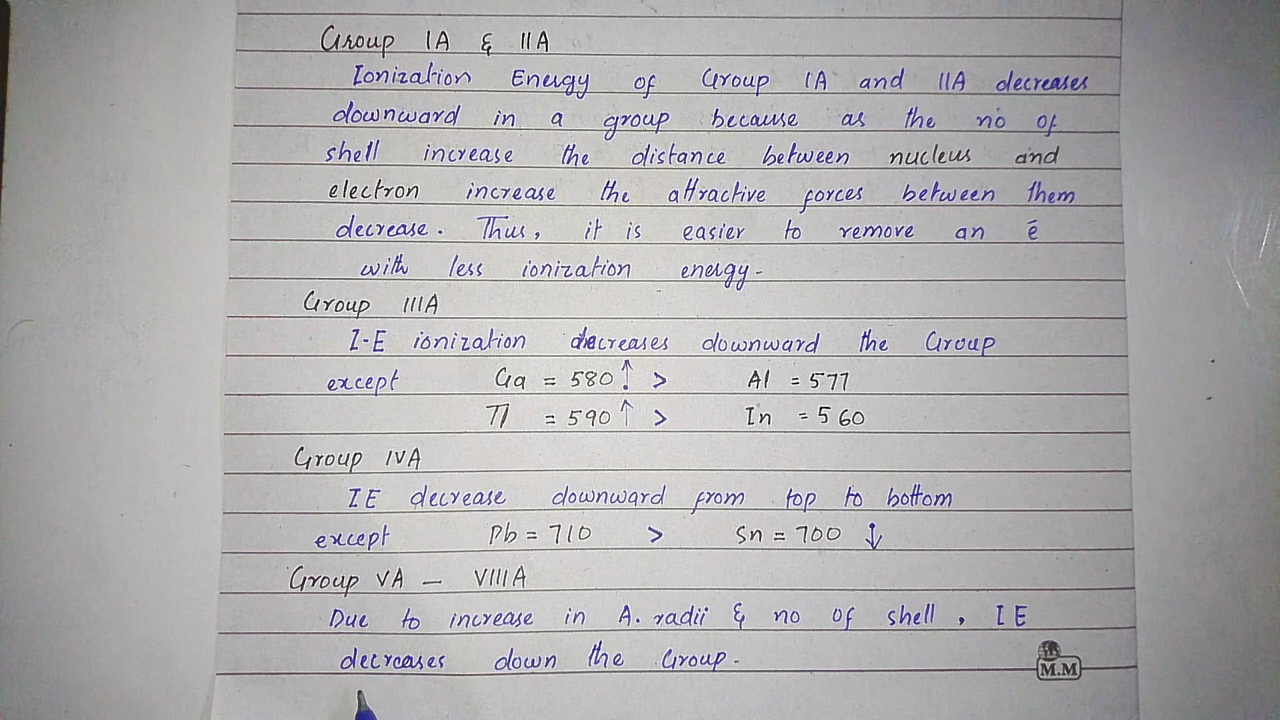 Group IA & IIA
Ionization Energy of Group IA and IIA decreases
downward in a group because as the no of
shell increase the distance between nucleus and
electron increase the attractive forces between them
decrease. Thus, it is easier to remove an ē
with less ionization energy-
Group IIIA
I-E ionization decreases downward the Group
except Ga = 580↑ > Al = 577
Tl = 590↑ > In = 560
Group IVA
IE decrease downward from top to bottom
except Pb = 710 > Sn = 700 ↓
Group VA — VIIIA
Due to increase in A. radii & no of shell, IE
decreases down the Group-
M.M